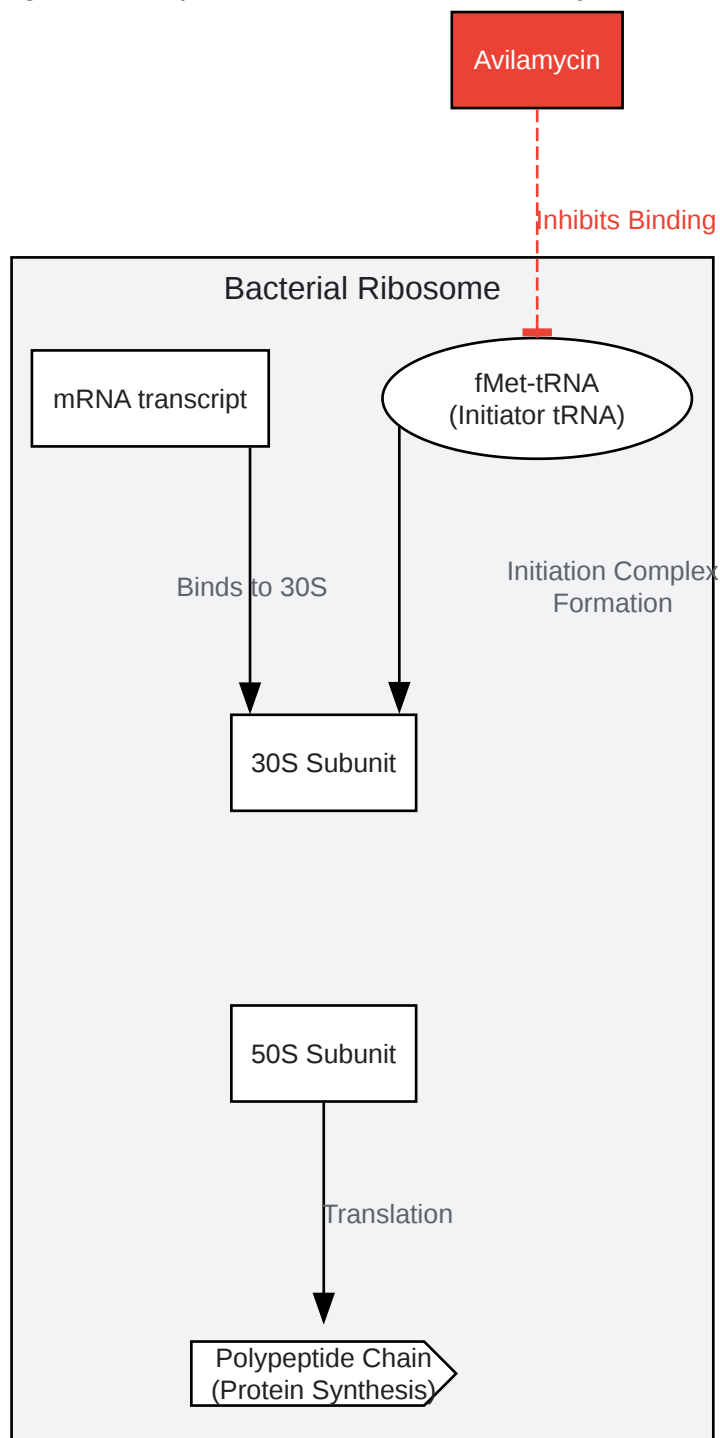 Avilamycin
Inhibits Binding
Bacterial Ribosome
mRNA transcript
fMet-tRNA
(Initiator tRNA)
Binds to 30S
Initiation Complex
Formation
30S Subunit
50S Subunit
Translation
Polypeptide Chain
(Protein Synthesis)